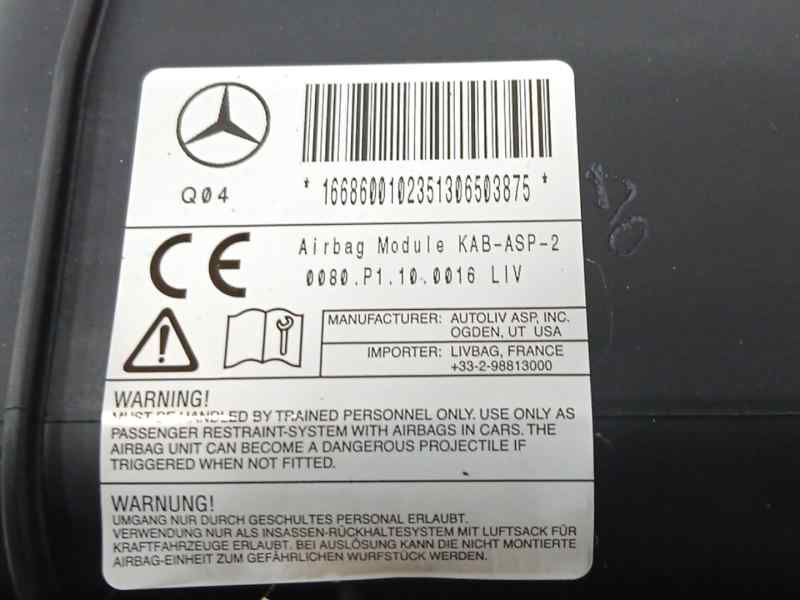 Q04
* 1668600102351306503875 *
CE
Airbag Module KAB-ASP-2
0080.P1.10.0016 LIV
MANUFACTURER: AUTOLIV ASP, INC.
OGDEN, UT USA
IMPORTER: LIVBAG, FRANCE
+33-2-98813000
WARNING!
MUST BE HANDLED BY TRAINED PERSONNEL ONLY. USE ONLY AS
PASSENGER RESTRAINT-SYSTEM WITH AIRBAGS IN CARS. THE
AIRBAG UNIT CAN BECOME A DANGEROUS PROJECTILE IF
TRIGGERED WHEN NOT FITTED.
WARNUNG!
UMGANG NUR DURCH GESCHULTES PERSONAL ERLAUBT.
VERWENDUNG NUR ALS INSASSEN-RÜCKHALTESYSTEM MIT LUFTSACK FÜR
KRAFTFAHRZEUGE ERLAUBT. BEI AUSLÖSUNG KANN DIE NICHT MONTIERTE
AIRBAG-EINHEIT ZUM GEFÄHRLICHEN WURFSTÜCK WERDEN.